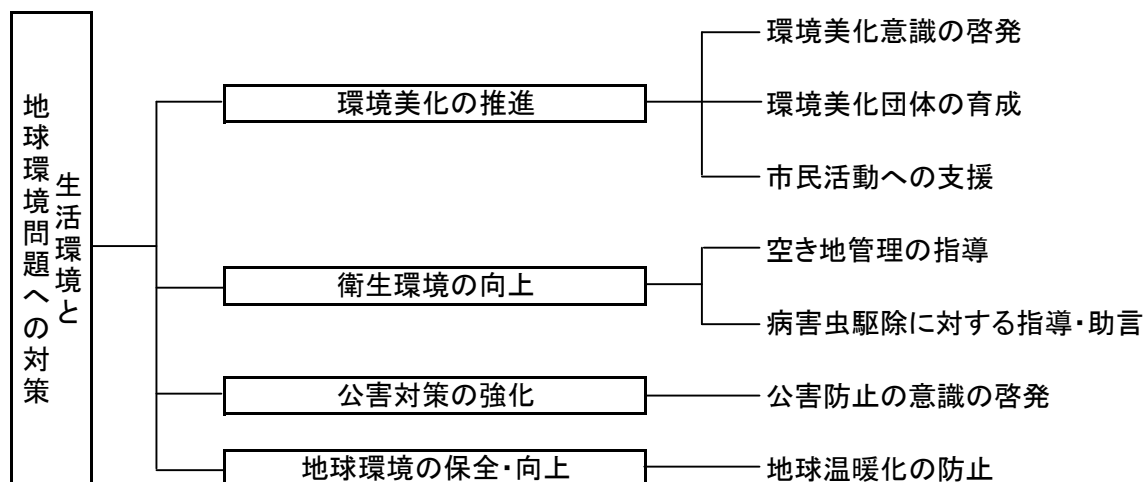 生活環境と
地球環境問題への対策
環境美化の推進
環境美化意識の啓発
環境美化団体の育成
市民活動への支援
衛生環境の向上
空き地管理の指導
病害虫駆除に対する指導・助言
公害対策の強化
公害防止の意識の啓発
地球環境の保全・向上
地球温暖化の防止